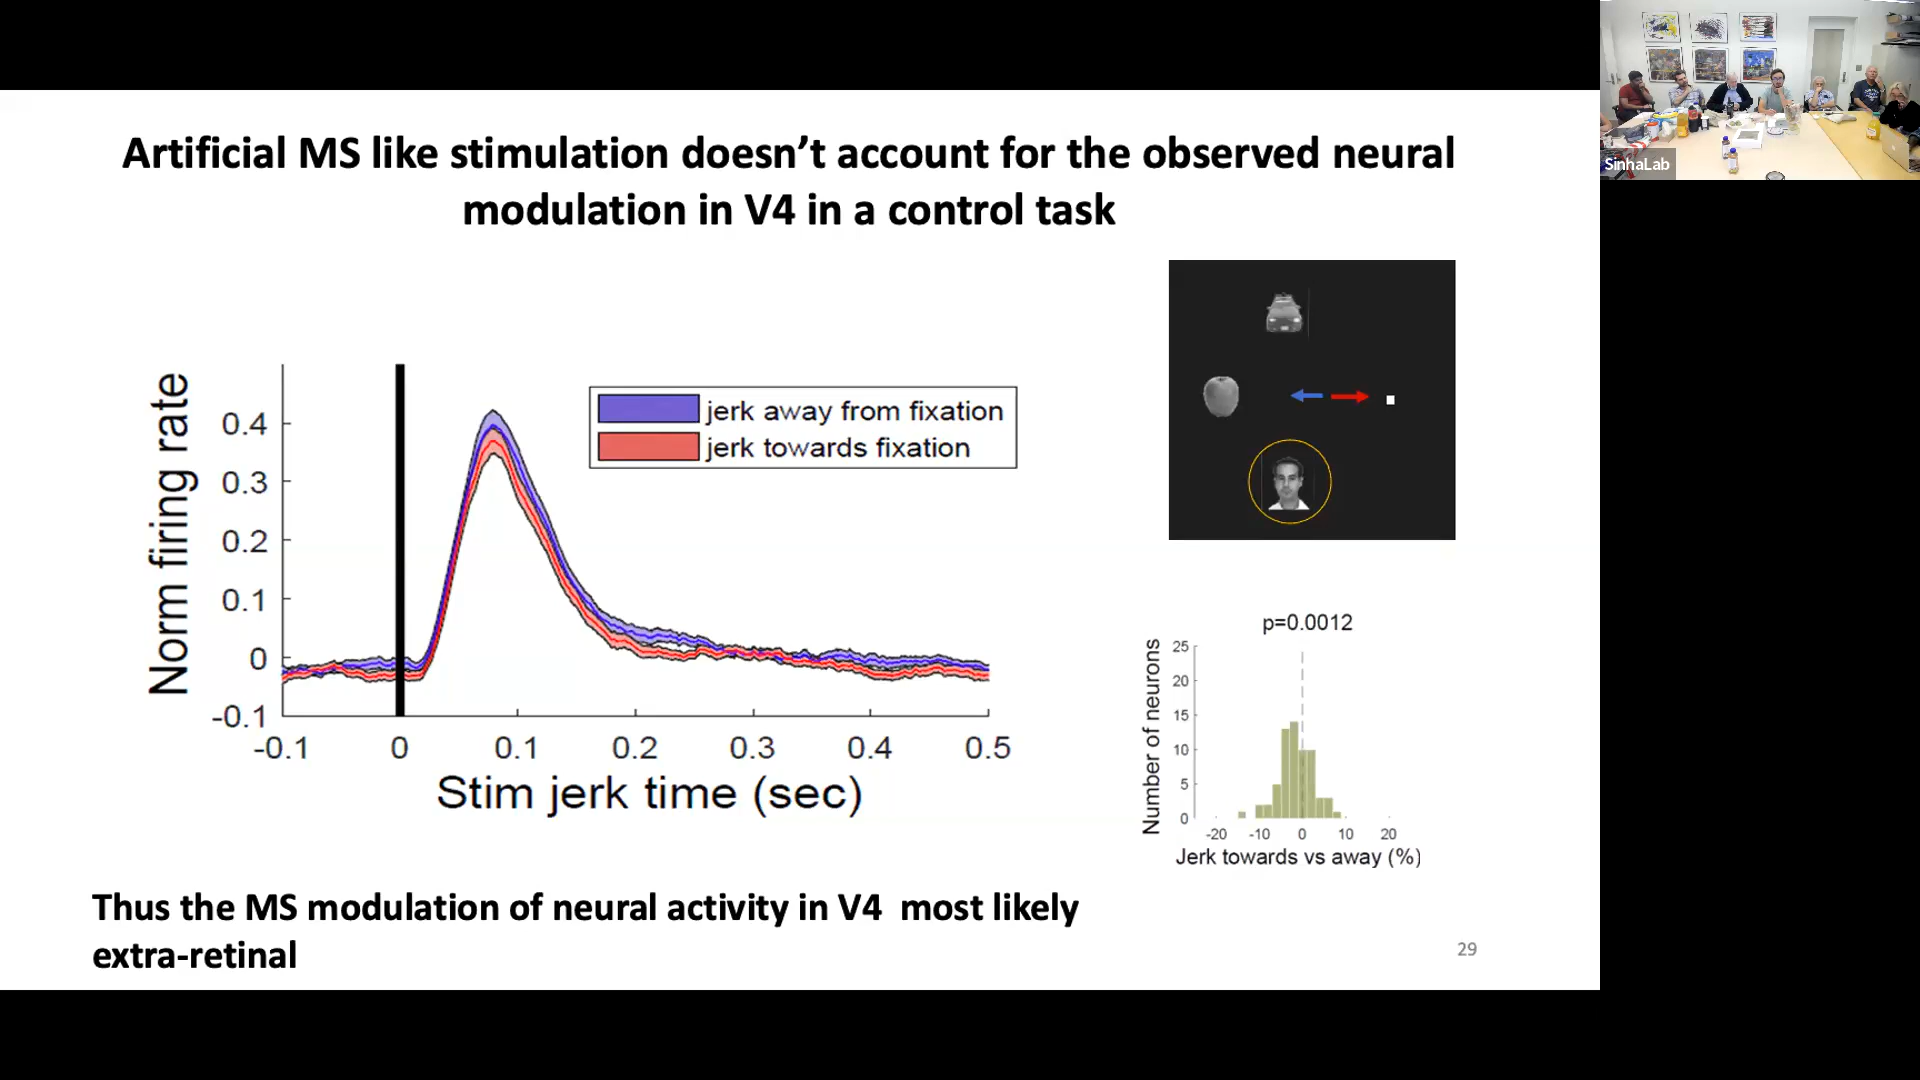 Artificial MS like stimulation doesn’t account for the observed neural
modulation in V4 in a control task
SinhaLab
Norm firing rate
0.4
0.3
0.2
0.1
0
-0.1
-0.1 0 0.1 0.2 0.3 0.4 0.5
Stim jerk time (sec)
jerk away from fixation
jerk towards fixation
p=0.0012
Number of neurons
25
20
15
10
5
0
-20 -10 0 10 20
Jerk towards vs away (%)
Thus the MS modulation of neural activity in V4 most likely
extra-retinal
29